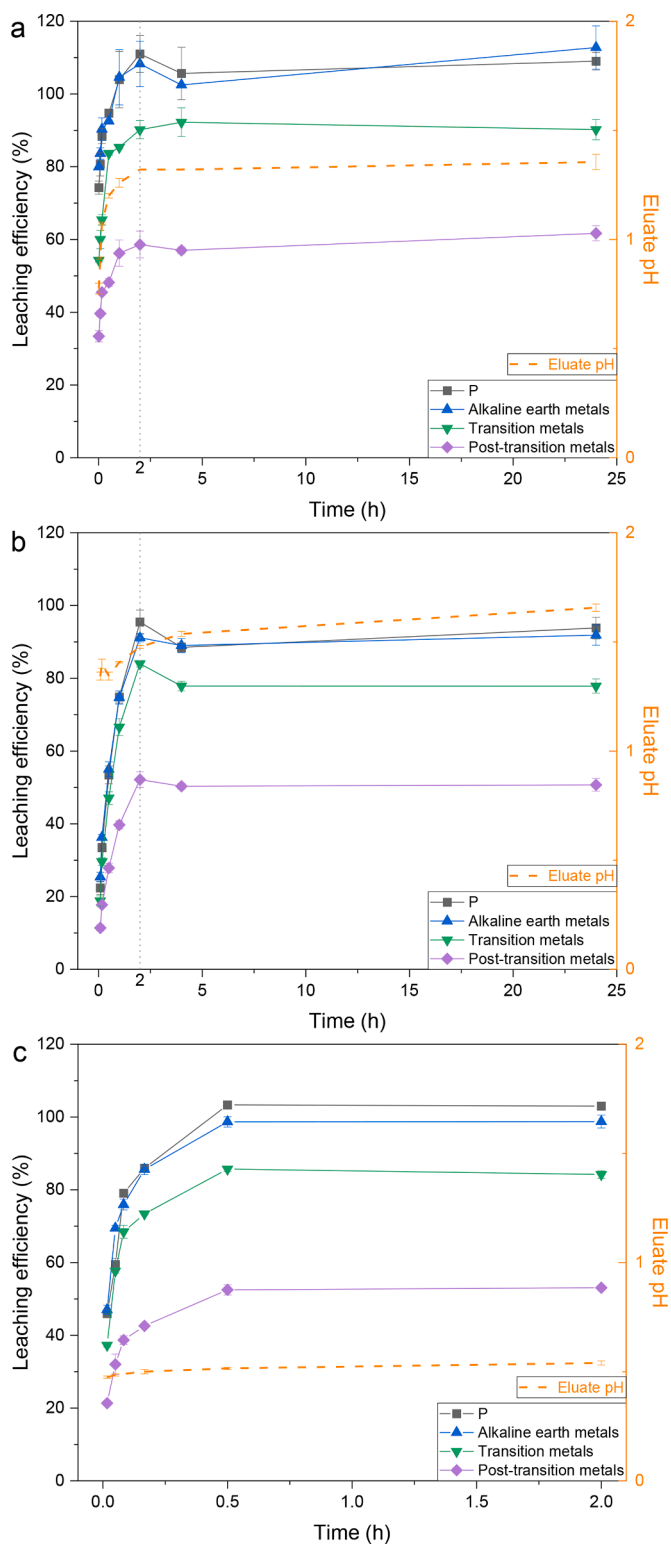 a
120
100
80
60
40
20
0
Leaching efficiency (%)
2
1
0
Eluate pH
Eluate pH
P
Alkaline earth metals
Transition metals
Post-transition metals
0
2
5
10
15
20
25
Time (h)
b
120
100
80
60
40
20
0
Leaching efficiency (%)
2
1
0
Eluate pH
Eluate pH
P
Alkaline earth metals
Transition metals
Post-transition metals
0
2
5
10
15
20
25
Time (h)
c
120
100
80
60
40
20
0
Leaching efficiency (%)
2
1
0
Eluate pH
Eluate pH
P
Alkaline earth metals
Transition metals
Post-transition metals
0.0
0.5
1.0
1.5
2.0
Time (h)